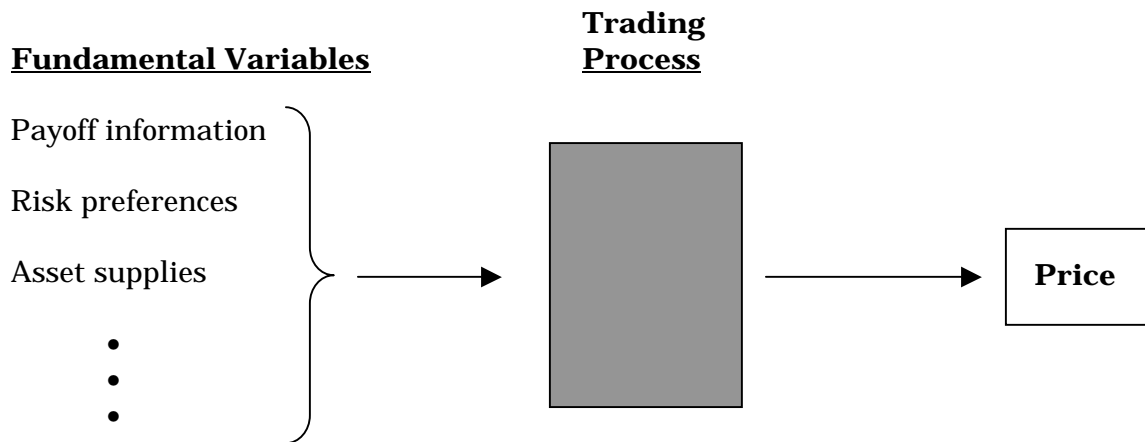 Trading
Process
Fundamental Variables
Payoff information
Risk preferences
Asset supplies
Price